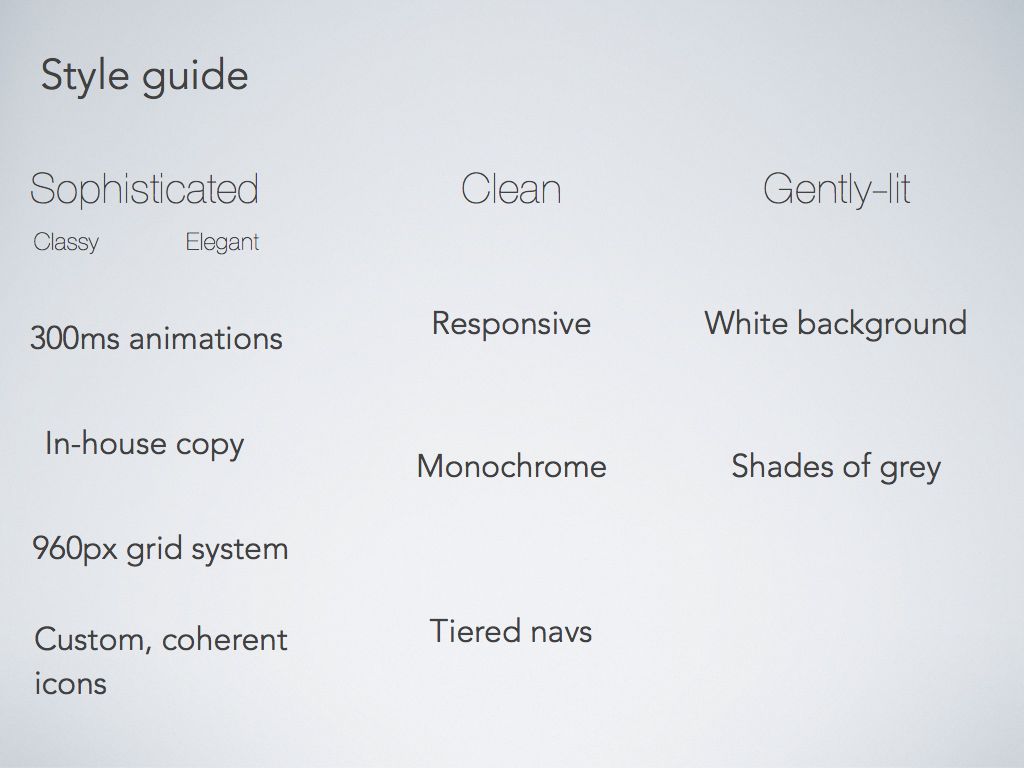 Style guide
Sophisticated
Classy Elegant
300ms animations
In-house copy
960px grid system
Custom, coherent
icons
Clean
Responsive
Monochrome
Tiered navs
Gently-lit
White background
Shades of grey